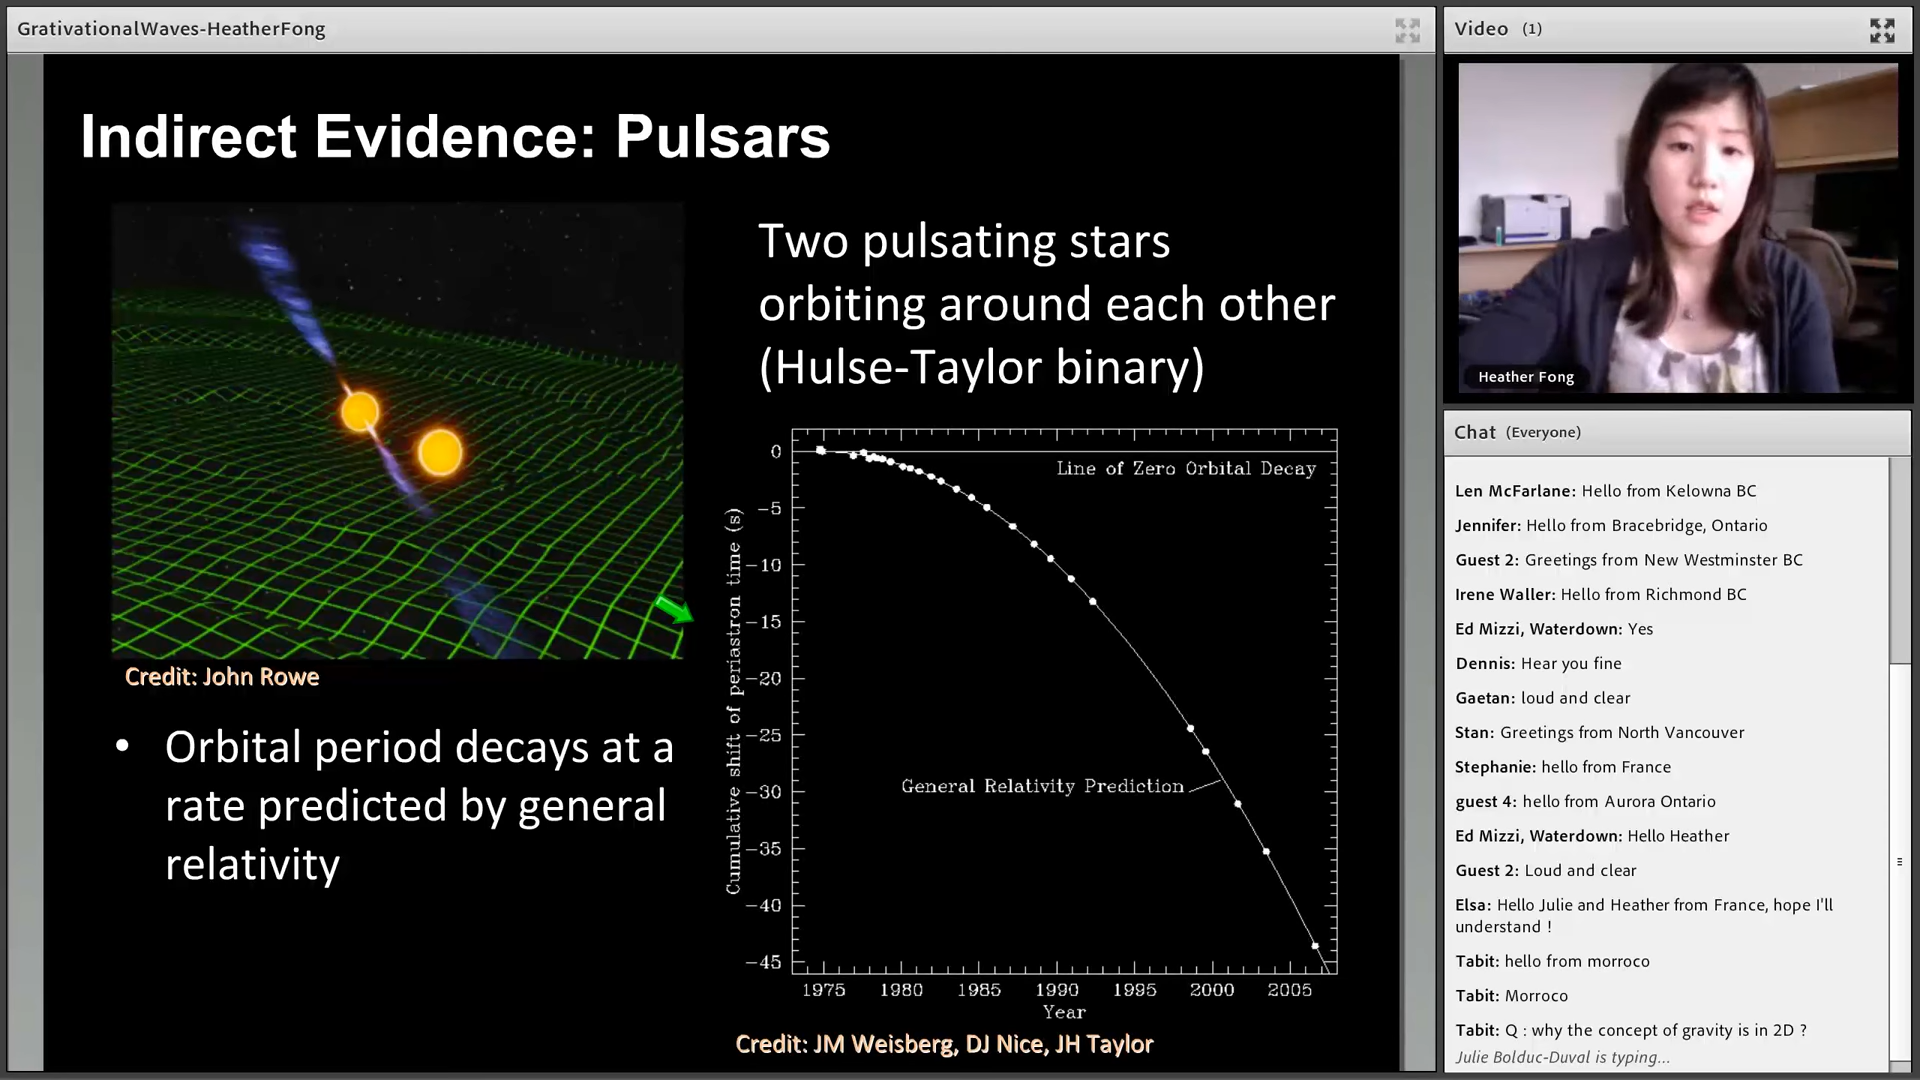 GrativationalWaves-HeatherFong
Indirect Evidence: Pulsars
Two pulsating stars
orbiting around each other
(Hulse-Taylor binary)
Credit: John Rowe
• Orbital period decays at a
rate predicted by general
relativity
0
−5
−10
−15
−20
−25
−30
−35
−40
−45
Cumulative shift of periastron time (s)
Line of Zero Orbital Decay
General Relativity Prediction
1975 1980 1985 1990 1995 2000 2005
Year
Credit: JM Weisberg, DJ Nice, JH Taylor
Video (1)
Heather Fong
Chat (Everyone)
Len McFarlane: Hello from Kelowna BC
Jennifer: Hello from Bracebridge, Ontario
Guest 2: Greetings from New Westminster BC
Irene Waller: Hello from Richmond BC
Ed Mizzi, Waterdown: Yes
Dennis: Hear you fine
Gaetan: loud and clear
Stan: Greetings from North Vancouver
Stephanie: hello from France
guest 4: hello from Aurora Ontario
Ed Mizzi, Waterdown: Hello Heather
Guest 2: Loud and clear
Elsa: Hello Julie and Heather from France, hope I'll
understand !
Tabit: hello from morroco
Tabit: Morroco
Tabit: Q : why the concept of gravity is in 2D ?
Julie Bolduc-Duval is typing...